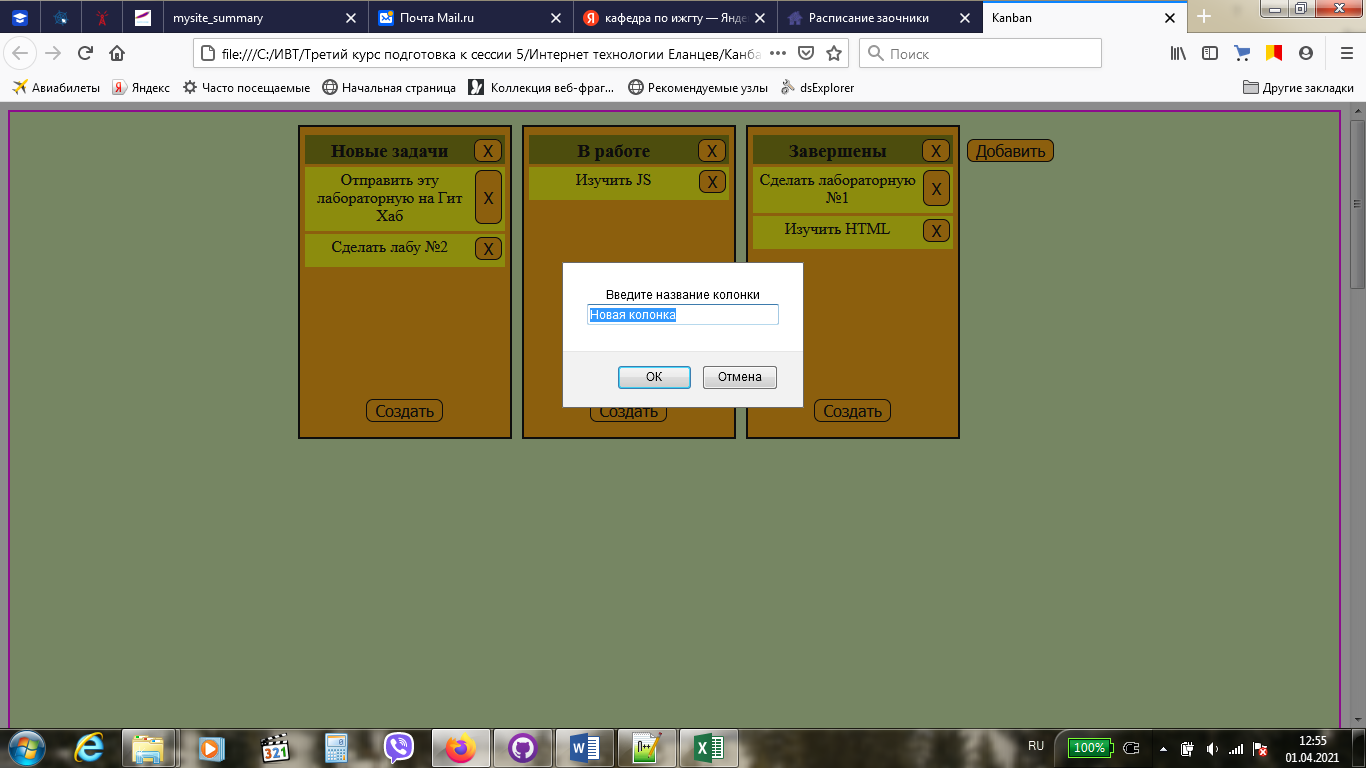 mysite_summary
Почта Mail.ru
кафедра по ижгту — Янде
Расписание заочники
Kanban
file:///C:/ИВТ/Третий курс подготовка к сессии 5/Интернет технологии Еланцев/Канба
Поиск
Авиабилеты
Яндекс
Часто посещаемые
Начальная страница
Коллекция веб-фраг...
Рекомендуемые узлы
dsExplorer
Другие закладки
Новые задачи X
Отправить эту
лабораторную на Гит
Хаб
X
Сделать лабу №2 X
Создать
В работе X
Изучить JS X
Создать
Завершены X
Сделать лабораторную
№1
X
Изучить HTML X
Создать
Добавить
Введите название колонки
Новая колонка
ОК
Отмена
321
RU
100%
12:55
01.04.2021